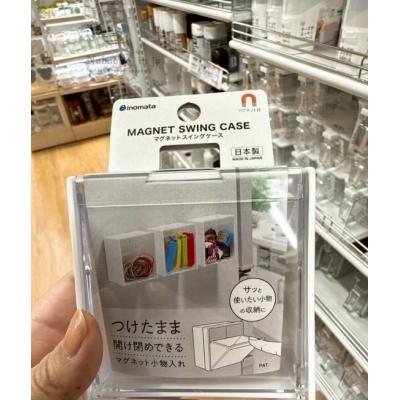 inomata
マグネット付
MAGNET SWING CASE
マグネットスイングケース
日本製
MADE IN JAPAN
サッと
使いたい小物
の収納に
つけたまま
開け閉めできる
マグネット小物入れ
PAT.